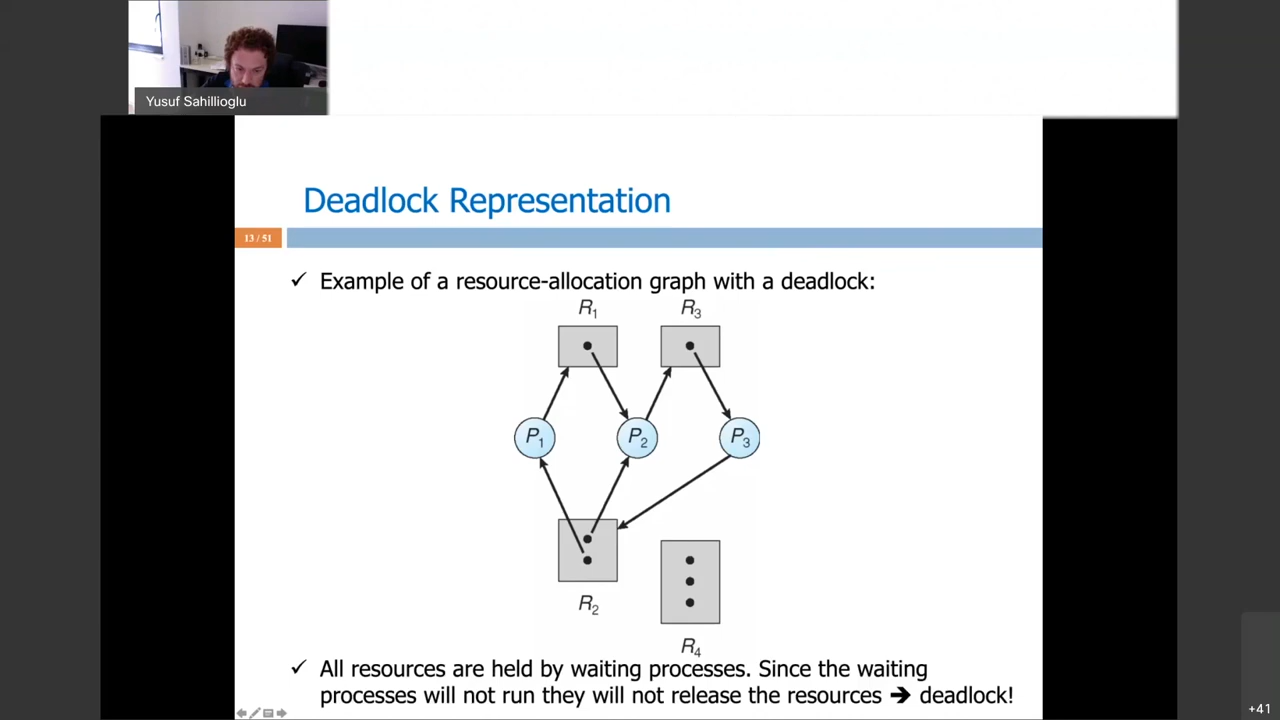 Yusuf Sahillioglu
Deadlock Representation
13 / 51
✓ Example of a resource-allocation graph with a deadlock:
R1 R3
P1 P2 P3
R2
R4
✓ All resources are held by waiting processes. Since the waiting
processes will not run they will not release the resources ➔ deadlock!
+41